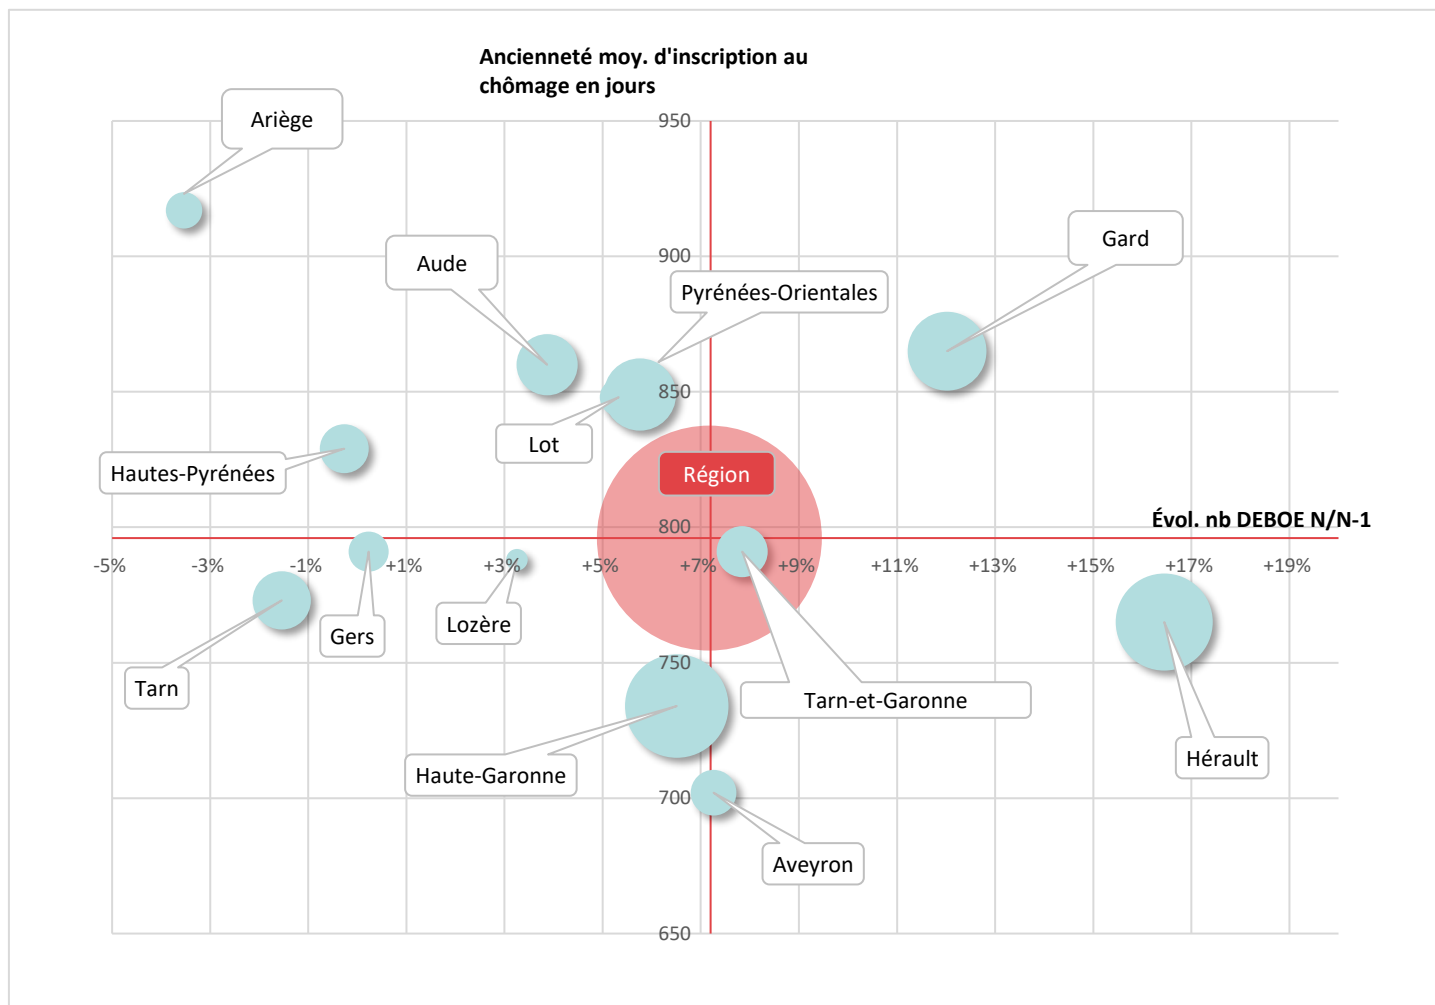 Ancienneté moy. d'inscription au
chômage en jours
Ariège
950
Gard
900
Aude
Pyrénées-Orientales
850
Lot
Hautes-Pyrénées
Région
800
Évol. nb DEBOE N/N-1
-5%
-3%
-1%
+1%
+3%
+5%
+7%
+9%
+11%
+13%
+15%
+17%
+19%
Lozère
Gers
750
Tarn
Tarn-et-Garonne
Hérault
Haute-Garonne
700
Aveyron
650